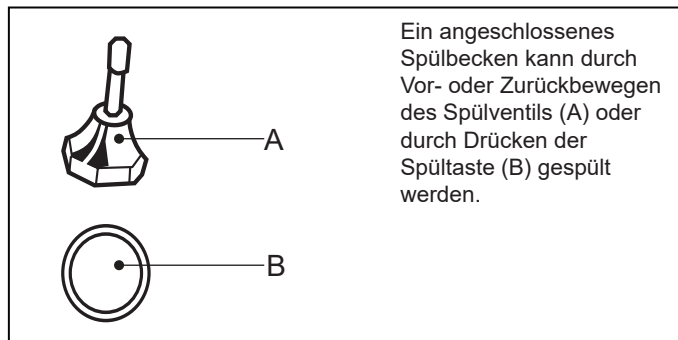 Ein angeschlossenes
Spülbecken kann durch
Vor- oder Zurückbewegen
des Spülventils (A) oder
durch Drücken der
Spültaste (B) gespült
werden.
A
B